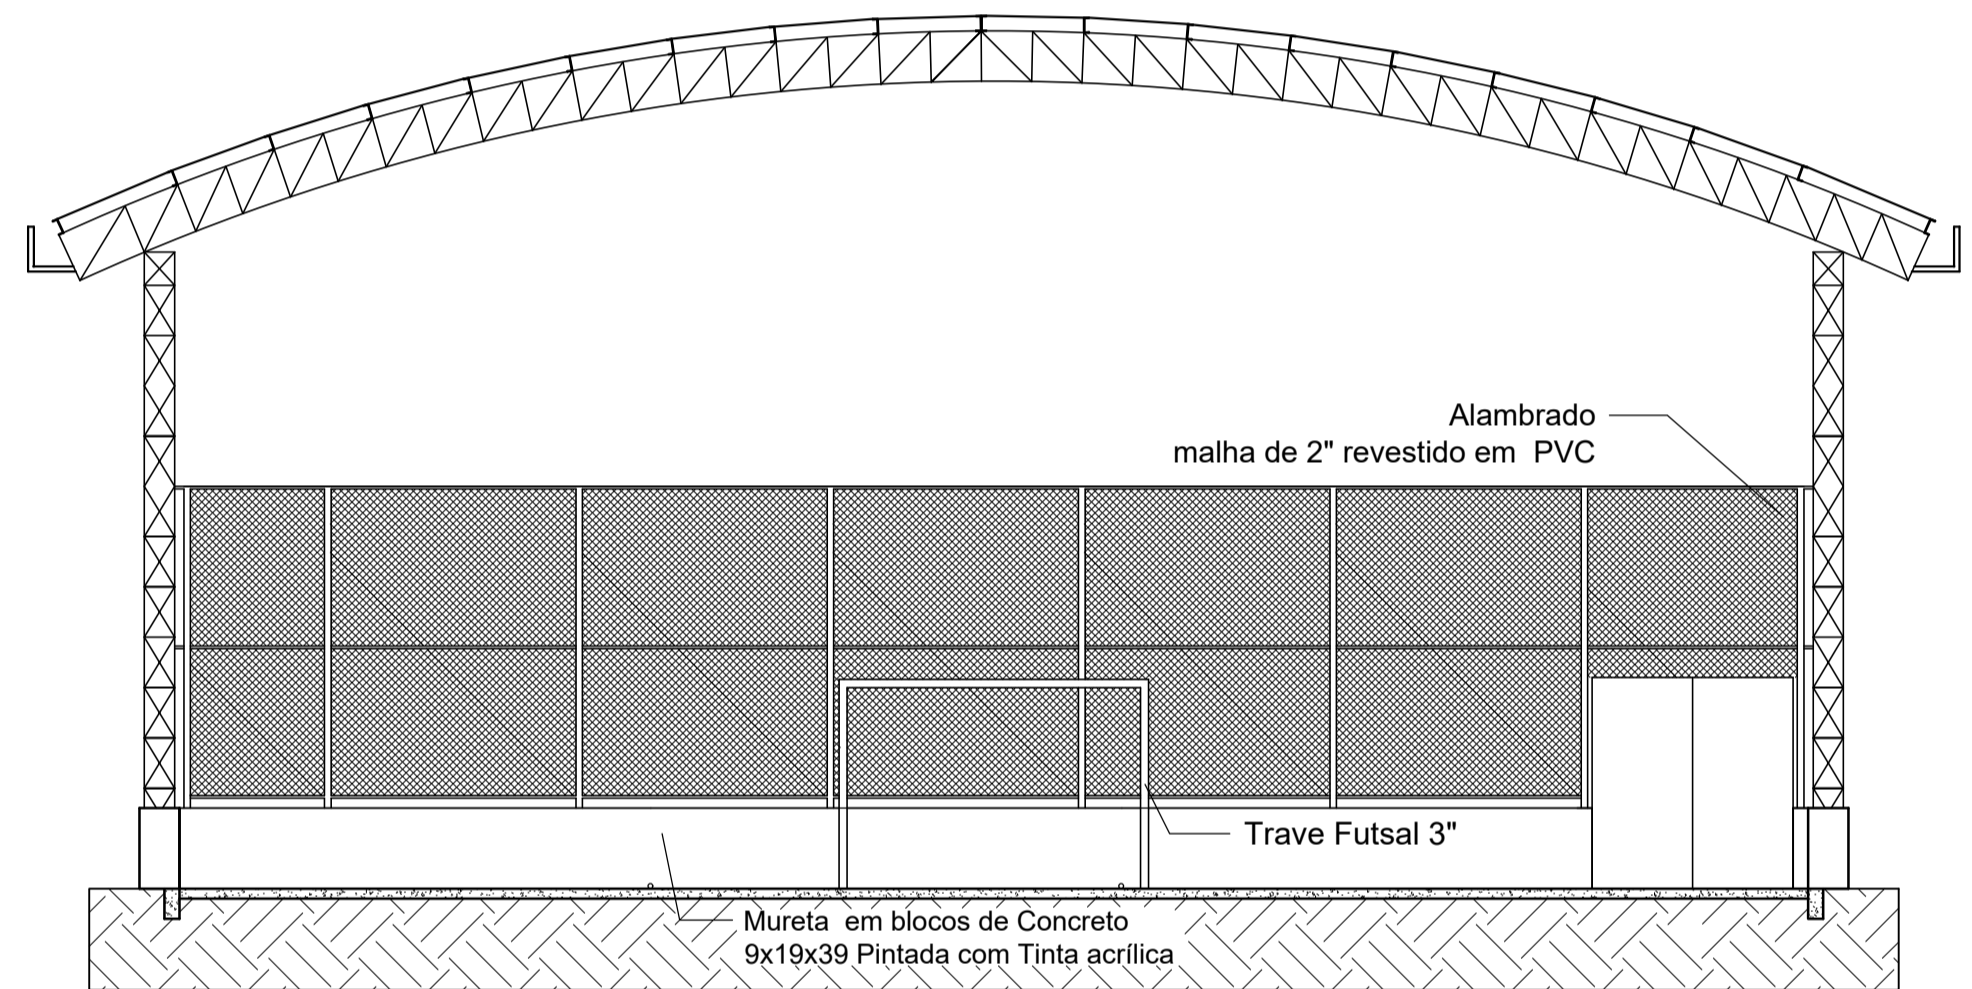 Alambrado
malha de 2" revestido em  PVC
Trave Futsal 3"
Mureta  em blocos de Concreto
9x19x39 Pintada com Tinta acrílica